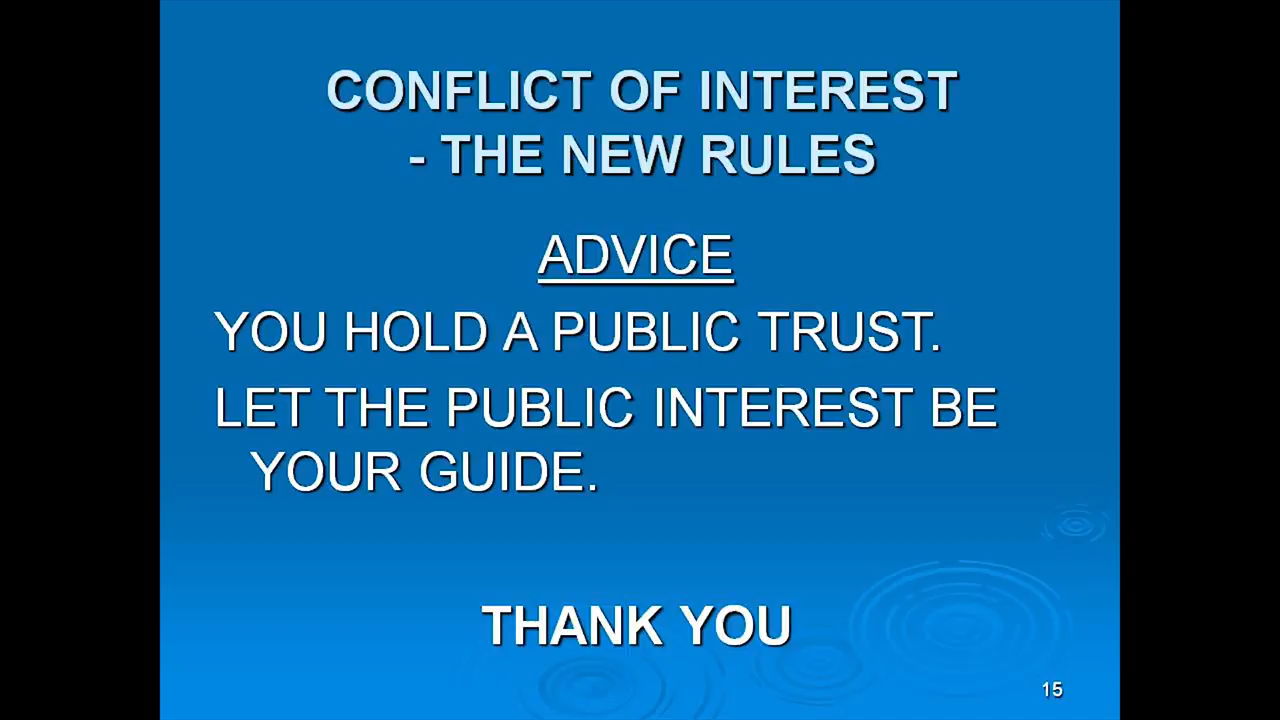 CONFLICT OF INTEREST
- THE NEW RULES
ADVICE
YOU HOLD A PUBLIC TRUST.
LET THE PUBLIC INTEREST BE
YOUR GUIDE.
THANK YOU
15